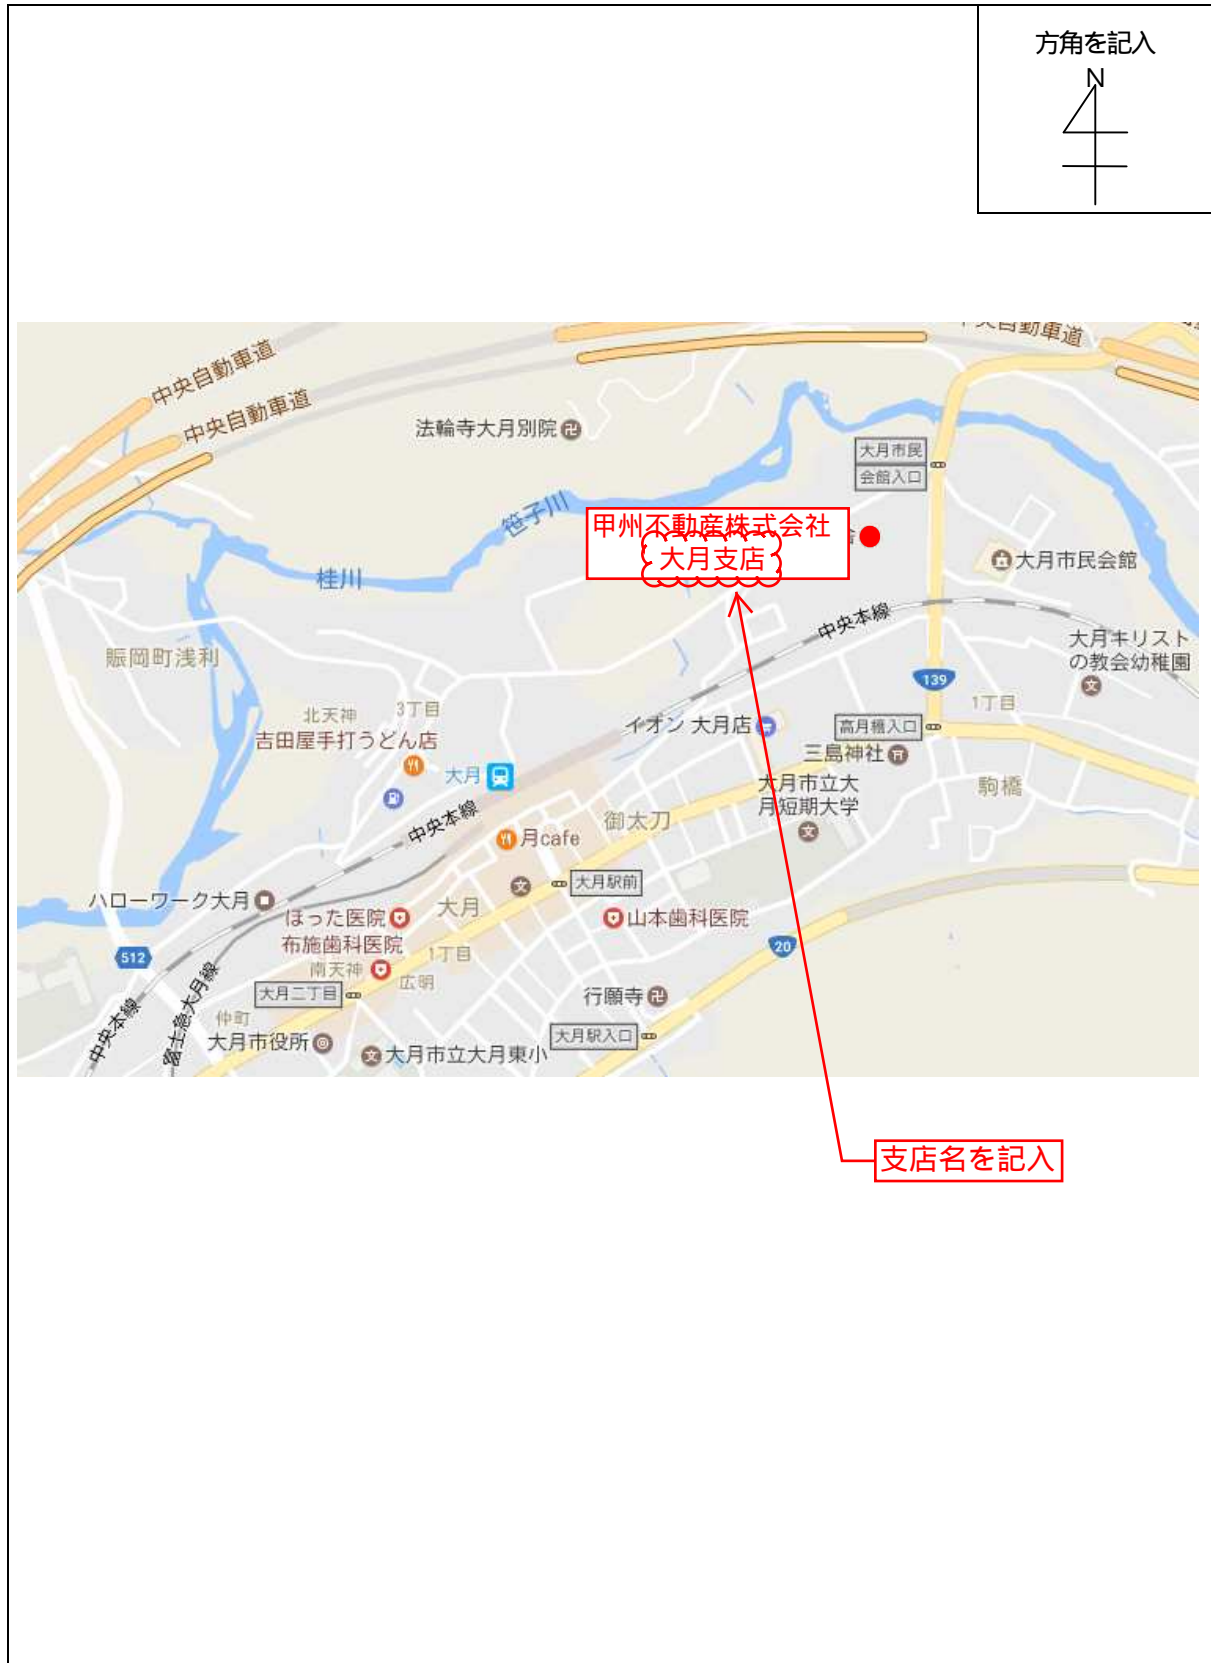 方角を記入
N
中央自動車道
中央自動車道
中央自動車道
法輪寺大月別院
大月市民
会館入口
笹子川
甲州不動産株式会社
大月支店
大月市民会館
桂川
中央本線
大月キリスト
の教会幼稚園
賑岡町浅利
139
1丁目
北天神
3丁目
吉田屋手打うどん店
イオン 大月店
高月橋入口
三島神社
大月
大月市立大
月短期大学
駒橋
中央本線
御太刀
月cafe
大月駅前
ハローワーク大月
ほった医院
大月
山本歯科医院
布施歯科医院
1丁目
20
512
南天神
広明
大月二丁目
行願寺
仲町
大月市役所
大月市立大月東小
大月駅入口
中央本線
富士急大月線
支店名を記入